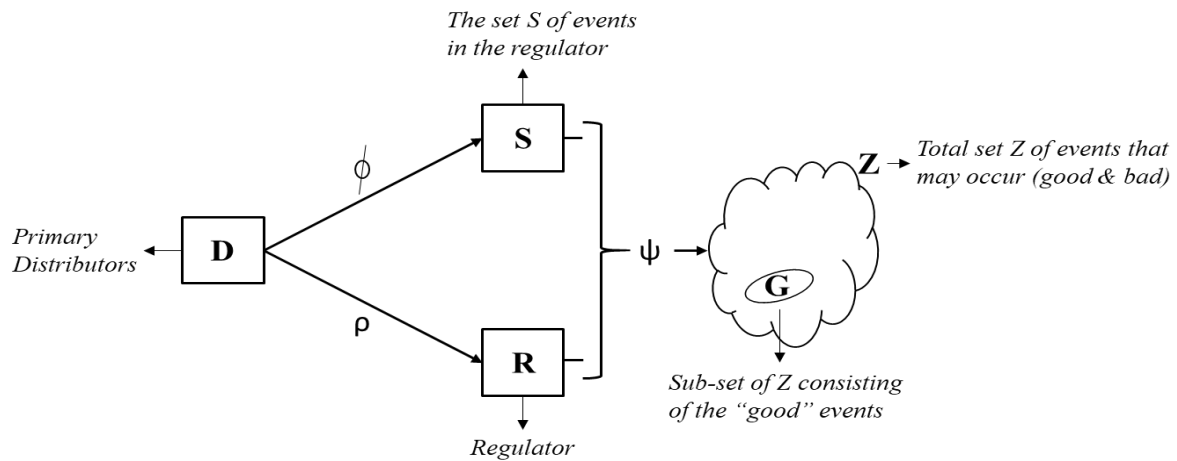 The set S of events
in the regulator
S
ϕ
Z
Total set Z of events that
may occur (good & bad)
Primary
Distributors
D
ψ
G
ρ
R
Sub-set of Z consisting
of the “good” events
Regulator